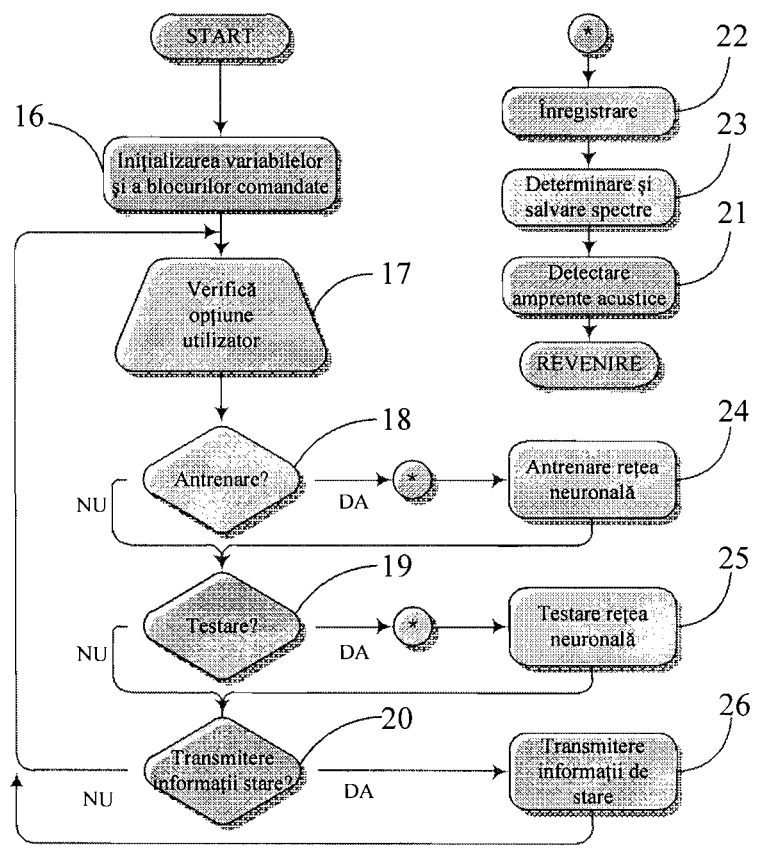 START
16
Inițializarea variabilelor
și a blocurilor comandate
17
Verifică
opțiune
utilizator
18
Antrenare?
NU
DA
*
24
Antrenare rețea
neuronală
19
Testare?
NU
DA
*
25
Testare rețea
neuronală
20
Transmitere
informații stare?
NU
DA
26
Transmitere
informații de
stare
*
22
Înregistrare
23
Determinare și
salvare spectre
21
Detectare
amprente acustice
REVENIRE